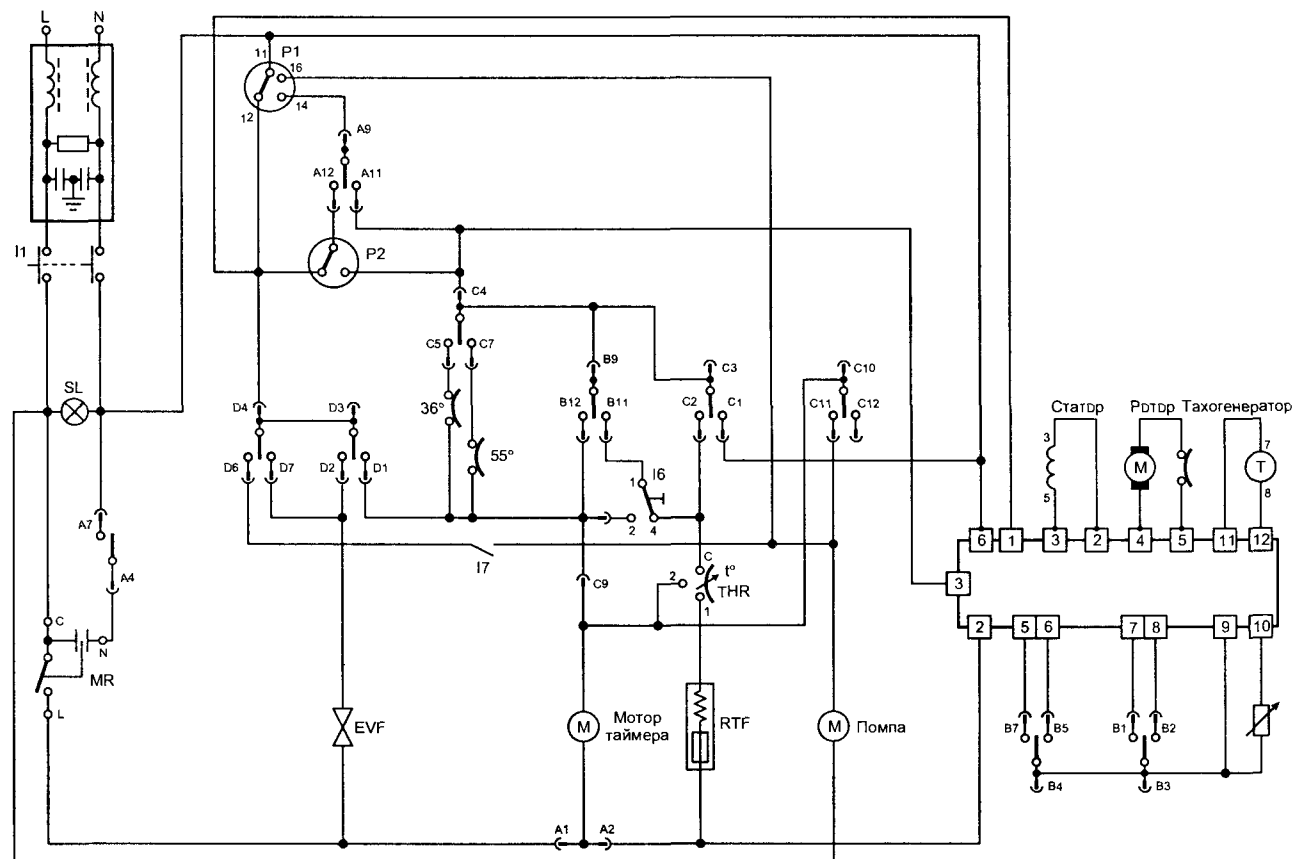 L N
P1
11
16
14
12
A9
A12 A11
I1
P2
C4
C5 C7
B9
C3
C10
SL
D4 D3
36°
B12 B11
C2 C1
C11 C12
Статор Ротор Тахогенератор
3
5
M
7
T
8
D6 D7 D2 D1
55°
I6
1
2 4
A7
I7
C
2
t°
THR
1
C9
A4
6 1 3 2 4 5 11 12
3
2 5 6 7 8 9 10
C
N
MR
L
EVF
M
Мотор
таймера
RTF
M
Помпа
B7 B5 B1 B2
B4 B3
A1 A2